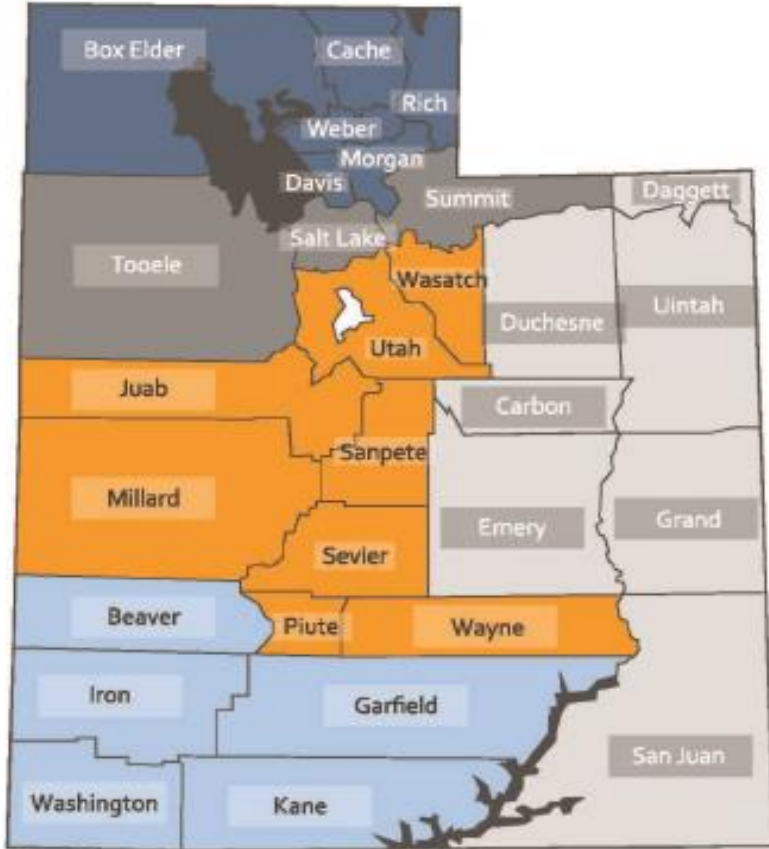 Box Elder
Cache
Rich
Weber
Morgan
Davis
Summit
Daggett
Salt Lake
Tooele
Wasatch
Duchesne
Uintah
Utah
Juab
Carbon
Sanpete
Millard
Emery
Grand
Sevier
Beaver
Piute
Wayne
Iron
Garfield
San Juan
Washington
Kane